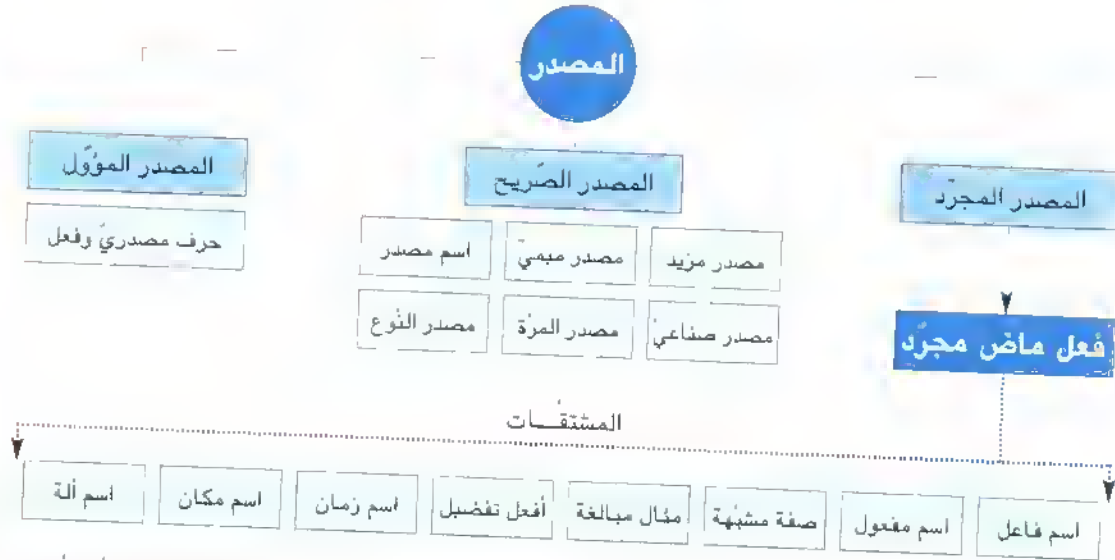 المصدر
المصدر المجرّد
المصدر الصّريح
المصدر المؤوّل
حرف مصدريّ وفعل
مصدر مزيد
مصدر ميميّ
اسم مصدر
مصدر صناعيّ
مصدر المرّة
مصدر النّوع
فعل ماضٍ مجرّد
المشتقّــات
اسم فاعل
اسم مفعول
صفة مشبّهة
مثال مبالغة
أفعل تفضيل
اسم زمان
اسم مكان
اسم آلة